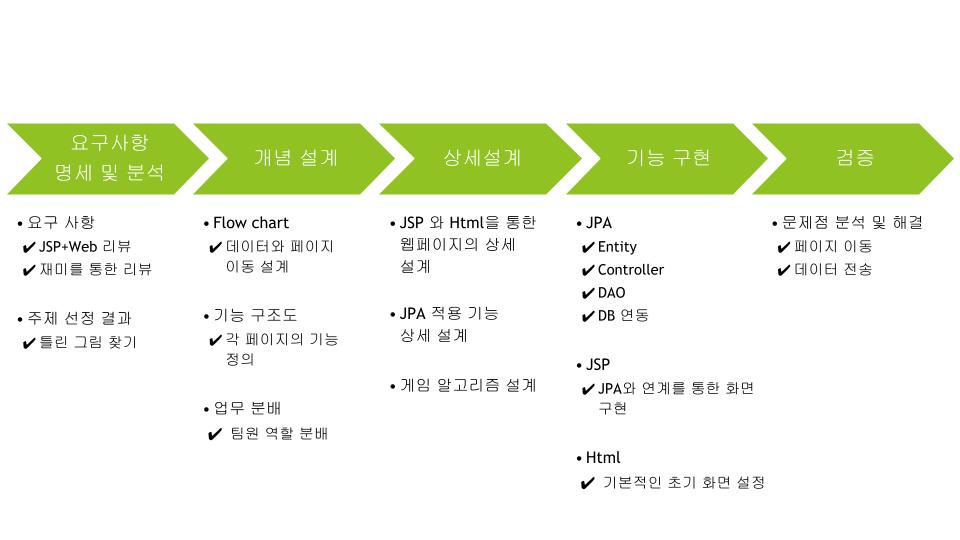 요구사항
명세 및 분석
개념 설계
상세설계
기능 구현
검증
• 요구 사항
✔ JSP+Web 리뷰
✔ 재미를 통한 리뷰
• 주제 선정 결과
✔ 틀린 그림 찾기
• Flow chart
✔ 데이터와 페이지
이동 설계
• 기능 구조도
✔ 각 페이지의 기능
정의
• 업무 분배
✔ 팀원 역할 분배
• JSP 와 Html을 통한
웹페이지의 상세
설계
• JPA 적용 기능
상세 설계
• 게임 알고리즘 설계
• JPA
✔ Entity
✔ Controller
✔ DAO
✔ DB 연동
• JSP
✔ JPA와 연계를 통한 화면
구현
• Html
✔ 기본적인 초기 화면 설정
• 문제점 분석 및 해결
✔ 페이지 이동
✔ 데이터 전송